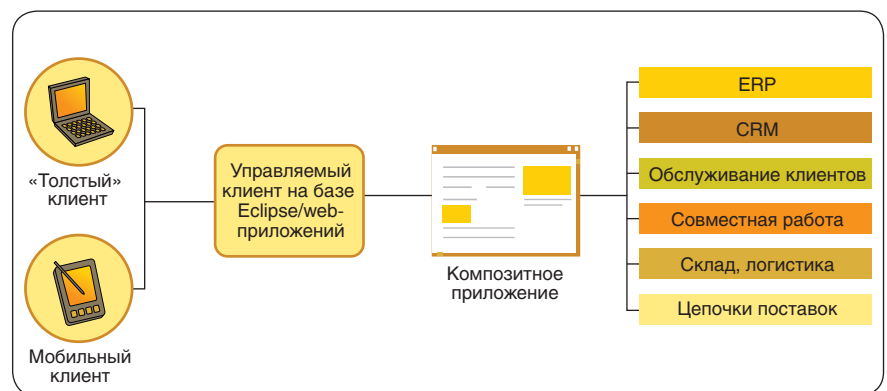 «Толстый»
клиент
Мобильный
клиент
Управляемый
клиент на базе
Eclipse/web-
приложений
Композитное
приложение
ERP
CRM
Обслуживание клиентов
Совместная работа
Склад, логистика
Цепочки поставок